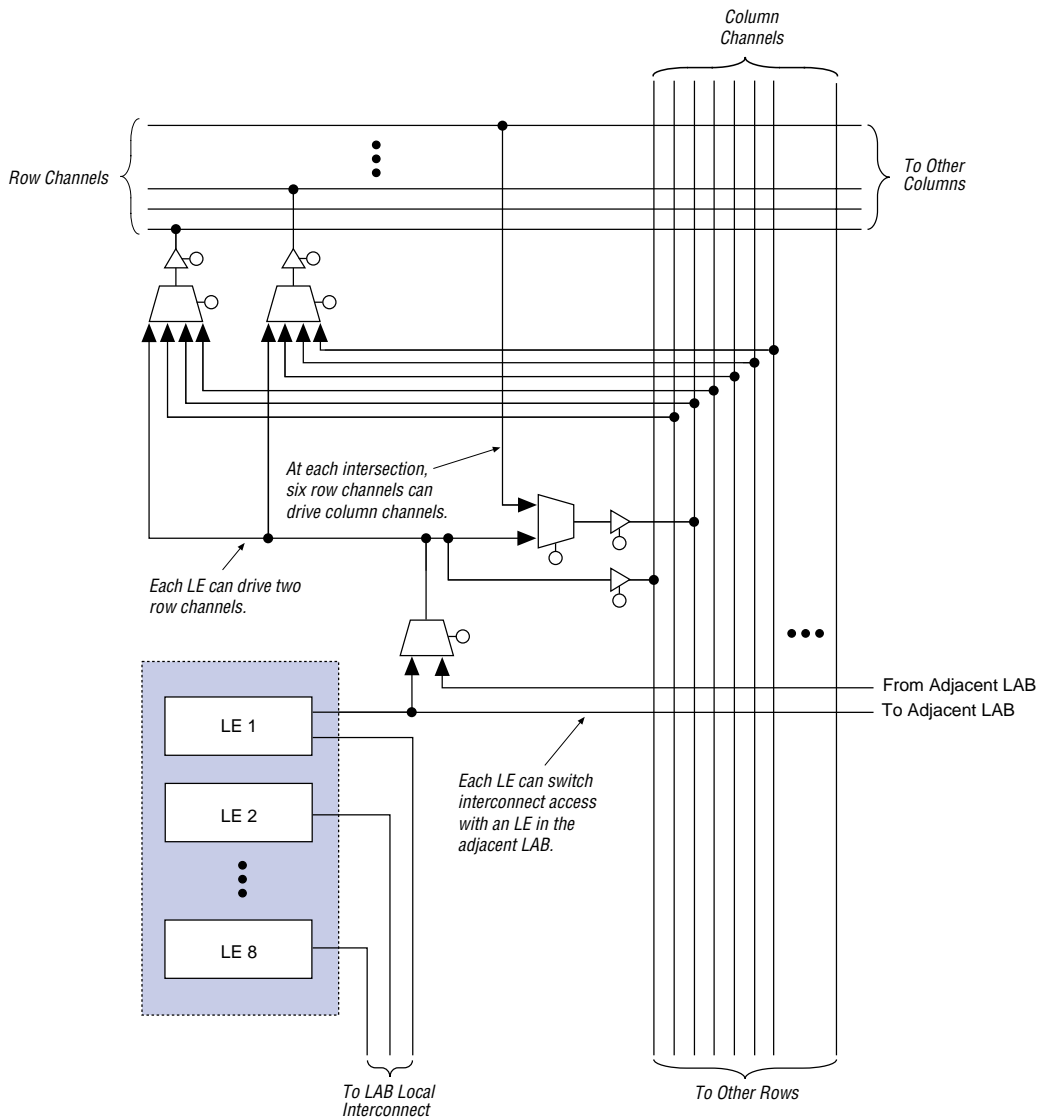 Column
Channels
Row Channels
To Other
Columns
At each intersection,
six row channels can
drive column channels.
Each LE can drive two
row channels.
From Adjacent LAB
To Adjacent LAB
LE 1
Each LE can switch
interconnect access
with an LE in the
adjacent LAB.
LE 2
LE 8
To LAB Local
Interconnect
To Other Rows